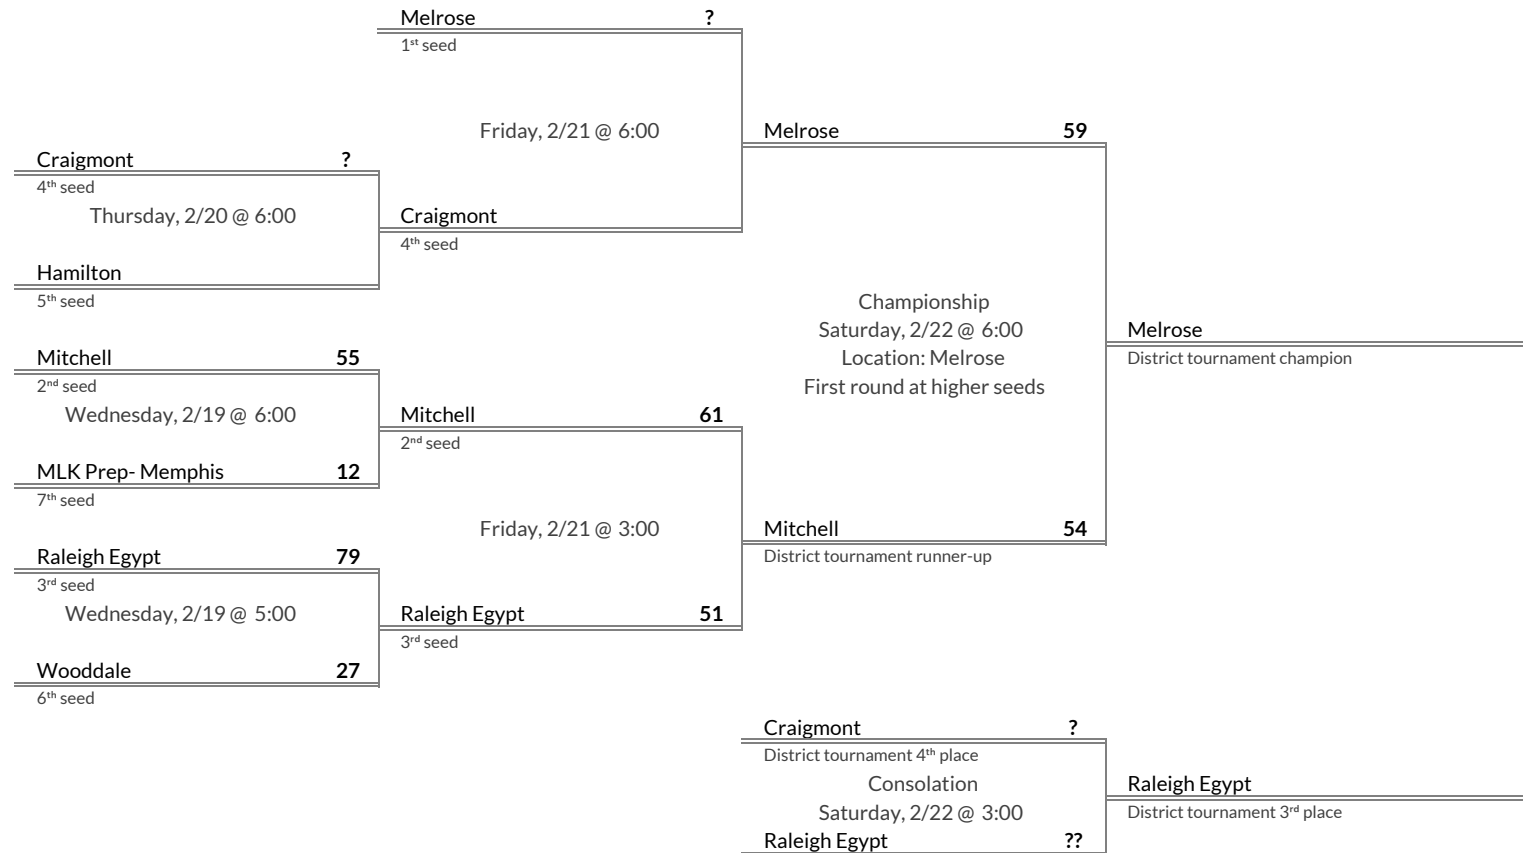 Melrose ?
1st seed
Friday, 2/21 @ 6:00
Melrose 59
Craigmont ?
4th seed
Thursday, 2/20 @ 6:00
Craigmont
4th seed
Hamilton
5th seed
Championship
Saturday, 2/22 @ 6:00
Location: Melrose
First round at higher seeds
Melrose
District tournament champion
Mitchell 55
2nd seed
Wednesday, 2/19 @ 6:00
Mitchell 61
2nd seed
MLK Prep- Memphis 12
7th seed
Friday, 2/21 @ 3:00
Mitchell 54
District tournament runner-up
Raleigh Egypt 79
3rd seed
Wednesday, 2/19 @ 5:00
Raleigh Egypt 51
3rd seed
Wooddale 27
6th seed
Craigmont ?
District tournament 4th place
Consolation
Saturday, 2/22 @ 3:00
Raleigh Egypt ??
Raleigh Egypt
District tournament 3rd place